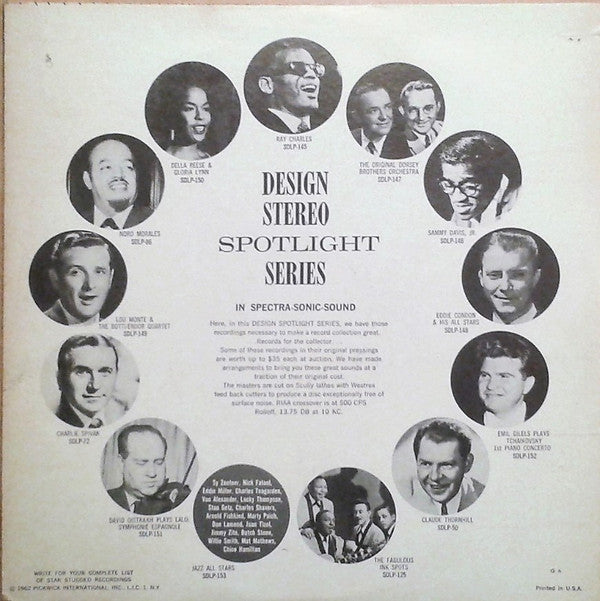 DESIGN
STEREO
SPOTLIGHT
SERIES
IN SPECTRA-SONIC-SOUND
Here, in this DESIGN SPOTLIGHT SERIES, we have those
recordings necessary to make a record collection great.
Records for the collector.
Some of these recordings in their original pressings
are worth up to $35 each at auction. We have made
arrangements to bring you these great sounds at a
fraction of their original cost.
The masters are cut on Scully lathes with Westrex
feed back cutters to produce a disc exceptionally free of
surface noise. RIAA crossover is at 500 CPS
Rolloff, 13.75 DB at 10 KC.
RAY CHARLES
SDLP-145
THE ORIGINAL DORSEY
BROTHERS ORCHESTRA
SDLP-147
SAMMY DAVIS, JR.
SDLP-146
EDDIE CONDON
& HIS ALL STARS
SDLP-148
EMIL GILELS PLAYS
TCHAIKOVSKY
1st PIANO CONCERTO
SDLP-152
CLAUDE THORNHILL
SDLP-50
THE FABULOUS
INK SPOTS
SDLP-125
Sy Zentner, Nick Fatool,
Eddie Miller, Charles Teagarden,
Van Alexander, Lucky Thompson,
Stan Getz, Charles Shavers,
Arnold Fishkind, Marty Paich,
Don Lamond, Juan Tizol,
Jimmy Zito, Butch Stone,
Willie Smith, Mat Mathews,
Chico Hamilton
JAZZ ALL STARS
SDLP-153
DAVID OISTRAKH PLAYS LALO
SYMPHONIE ESPAGNOLE
SDLP-151
CHARLIE SPIVAK
SDLP-72
LOU MONTE &
THE BOTTLENECK QUARTET
SDLP-149
NORO MORALES
SDLP-96
DELLA REESE &
GLORIA LYNN
SDLP-150
WRITE FOR YOUR COMPLETE LIST
OF STAR STUDDED RECORDINGS
© 1962 PICKWICK INTERNATIONAL INC. L.I.C. 1, N.Y.
G 6
Printed in U.S.A.